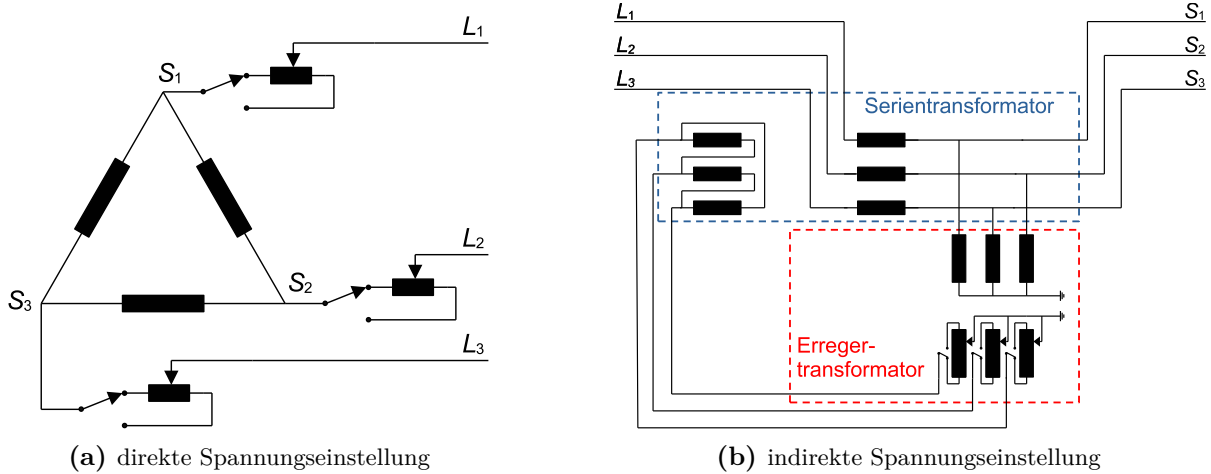 L1
S1
L2
S2
S3
L3
(a) direkte Spannungseinstellung
L1
S1
L2
S2
L3
S3
Serientransformator
Erreger-
transformator
(b) indirekte Spannungseinstellung